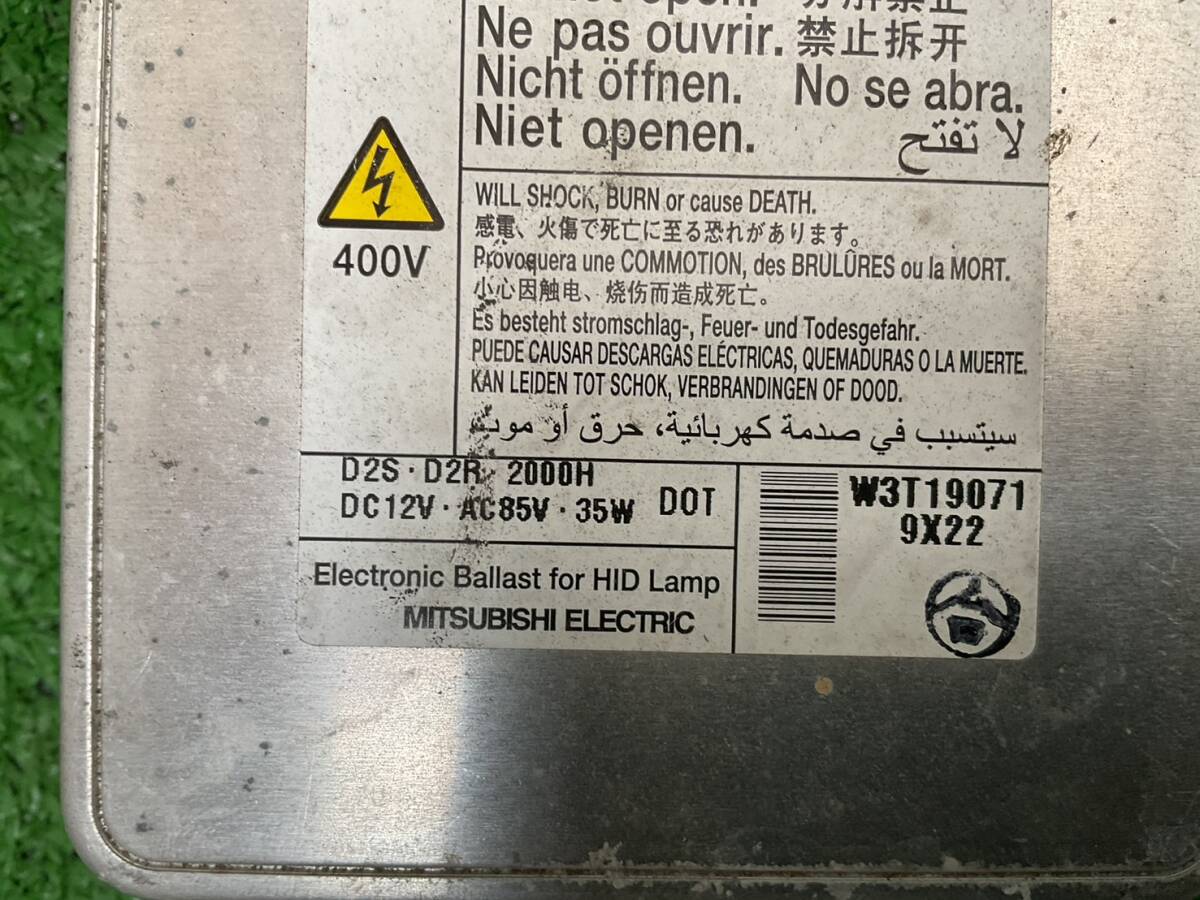 Ne pas ouvrir. 禁止拆开
Nicht öffnen. No se abra.
Niet openen. لا تفتح
400V
WILL SHOCK, BURN or cause DEATH.
感電、火傷で死亡に至る恐れがあります。
Provoquera une COMMOTION, des BRULÛRES ou la MORT.
小心因触电、烧伤而造成死亡。
Es besteht stromschlag-, Feuer- und Todesgefahr.
PUEDE CAUSAR DESCARGAS ELÉCTRICAS, QUEMADURAS O LA MUERTE.
KAN LEIDEN TOT SCHOK, VERBRANDINGEN OF DOOD.
سيتسبب في صدمة كهربائية، حرق أو موت
D2S · D2R 2000H
DC12V · AC85V · 35W DOT
W3T19071
9X22
Electronic Ballast for HID Lamp
MITSUBISHI ELECTRIC